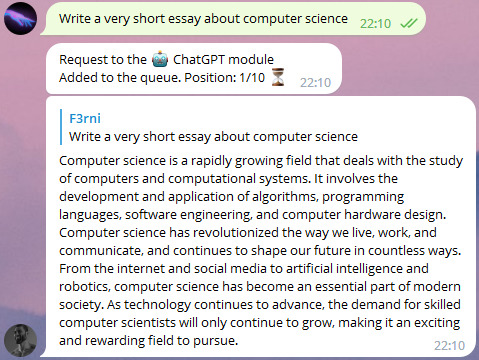 Write a very short essay about computer science 22:10
Request to the 🤖 ChatGPT module
Added to the queue. Position: 1/10 ⏳ 22:10
F3rni
Write a very short essay about computer science
Computer science is a rapidly growing field that deals with the study
of computers and computational systems. It involves the
development and application of algorithms, programming
languages, software engineering, and computer hardware design.
Computer science has revolutionized the way we live, work, and
communicate, and continues to shape our future in countless ways.
From the internet and social media to artificial intelligence and
robotics, computer science has become an essential part of modern
society. As technology continues to advance, the demand for skilled
computer scientists will only continue to grow, making it an exciting
and rewarding field to pursue. 22:10